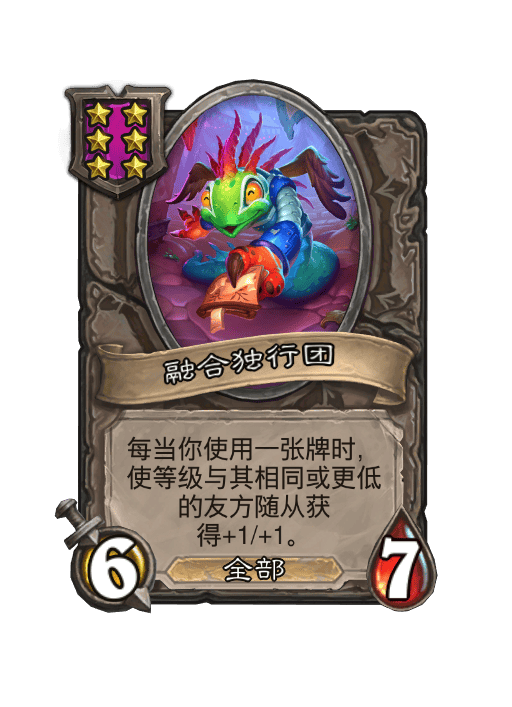 融合独行团
每当你使用一张牌时，
使等级与其相同或更低
的友方随从获
得+1/+1。
6
全部
7